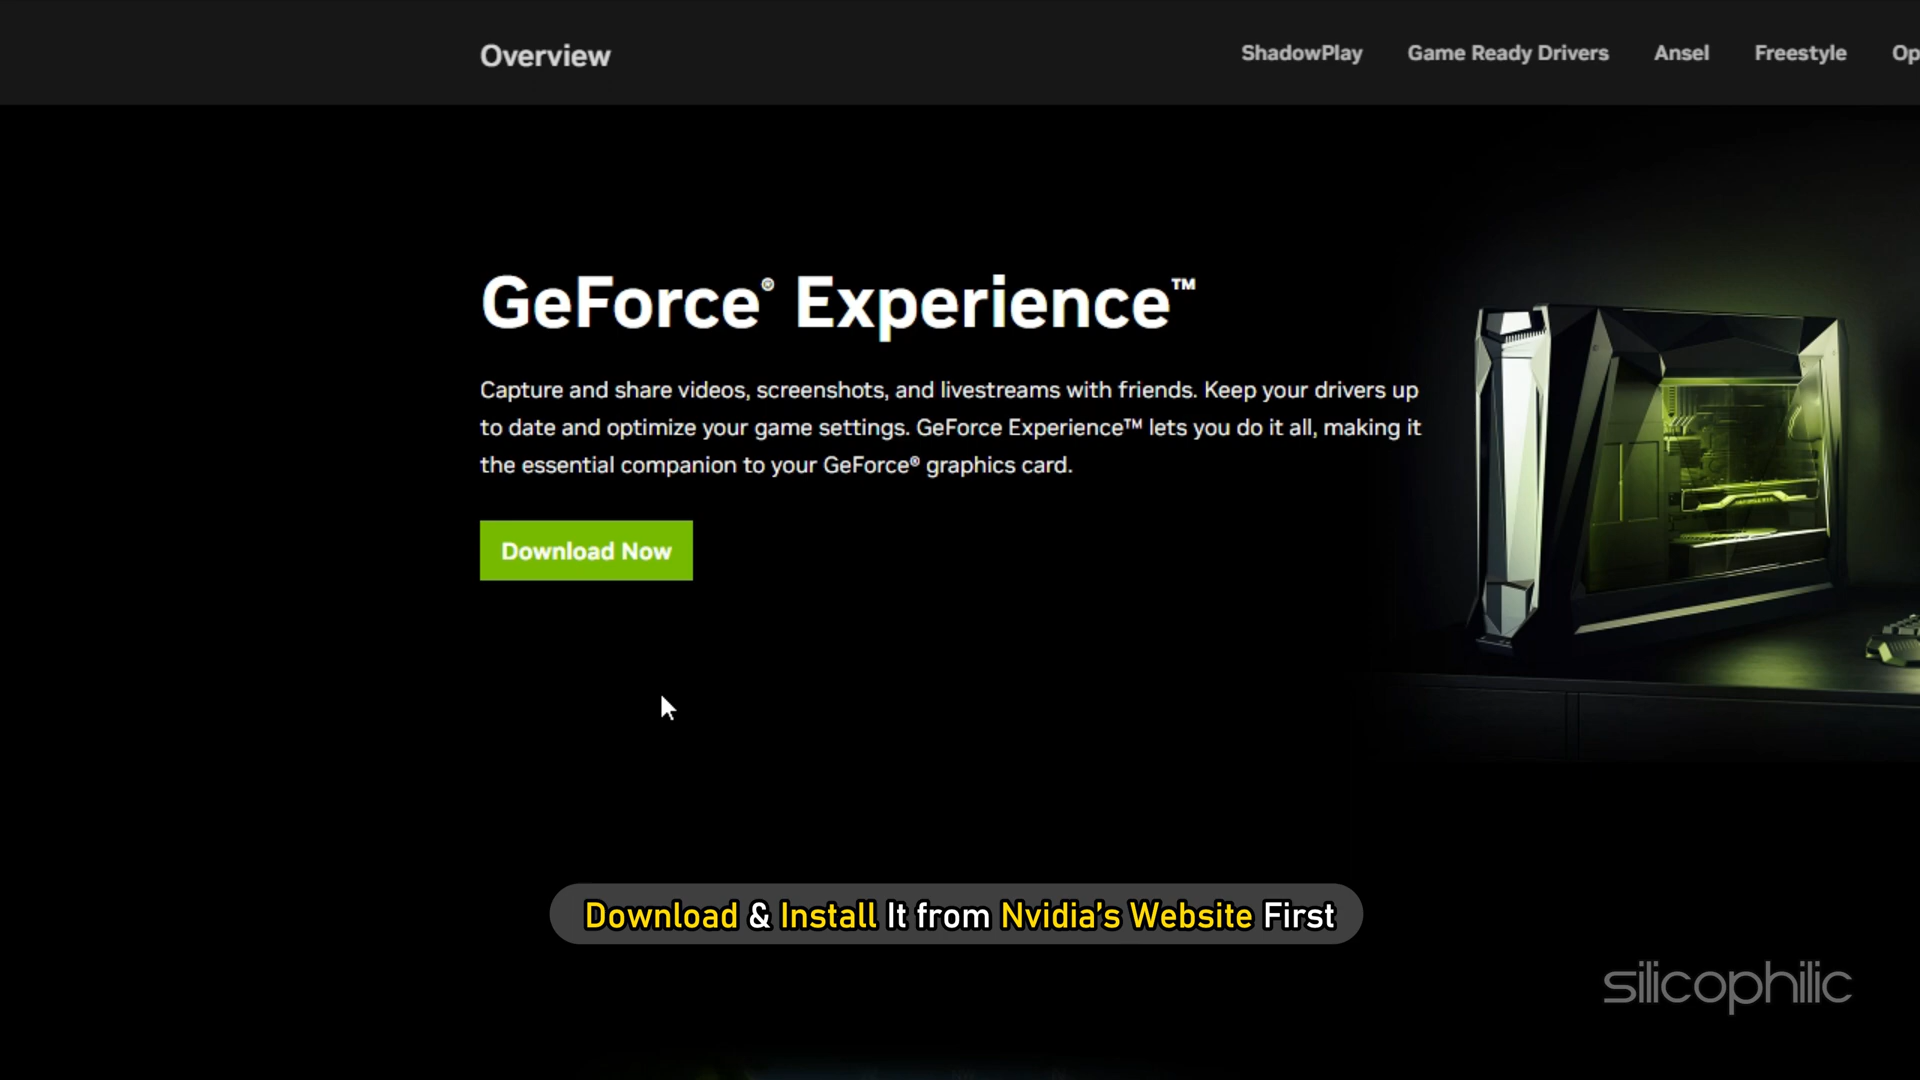 Overview
ShadowPlay
Game Ready Drivers
Ansel
Freestyle
Op
GeForce® Experience™
Capture and share videos, screenshots, and livestreams with friends. Keep your drivers up
to date and optimize your game settings. GeForce Experience™ lets you do it all, making it
the essential companion to your GeForce® graphics card.
Download Now
Download & Install It from Nvidia's Website First
silicophilic